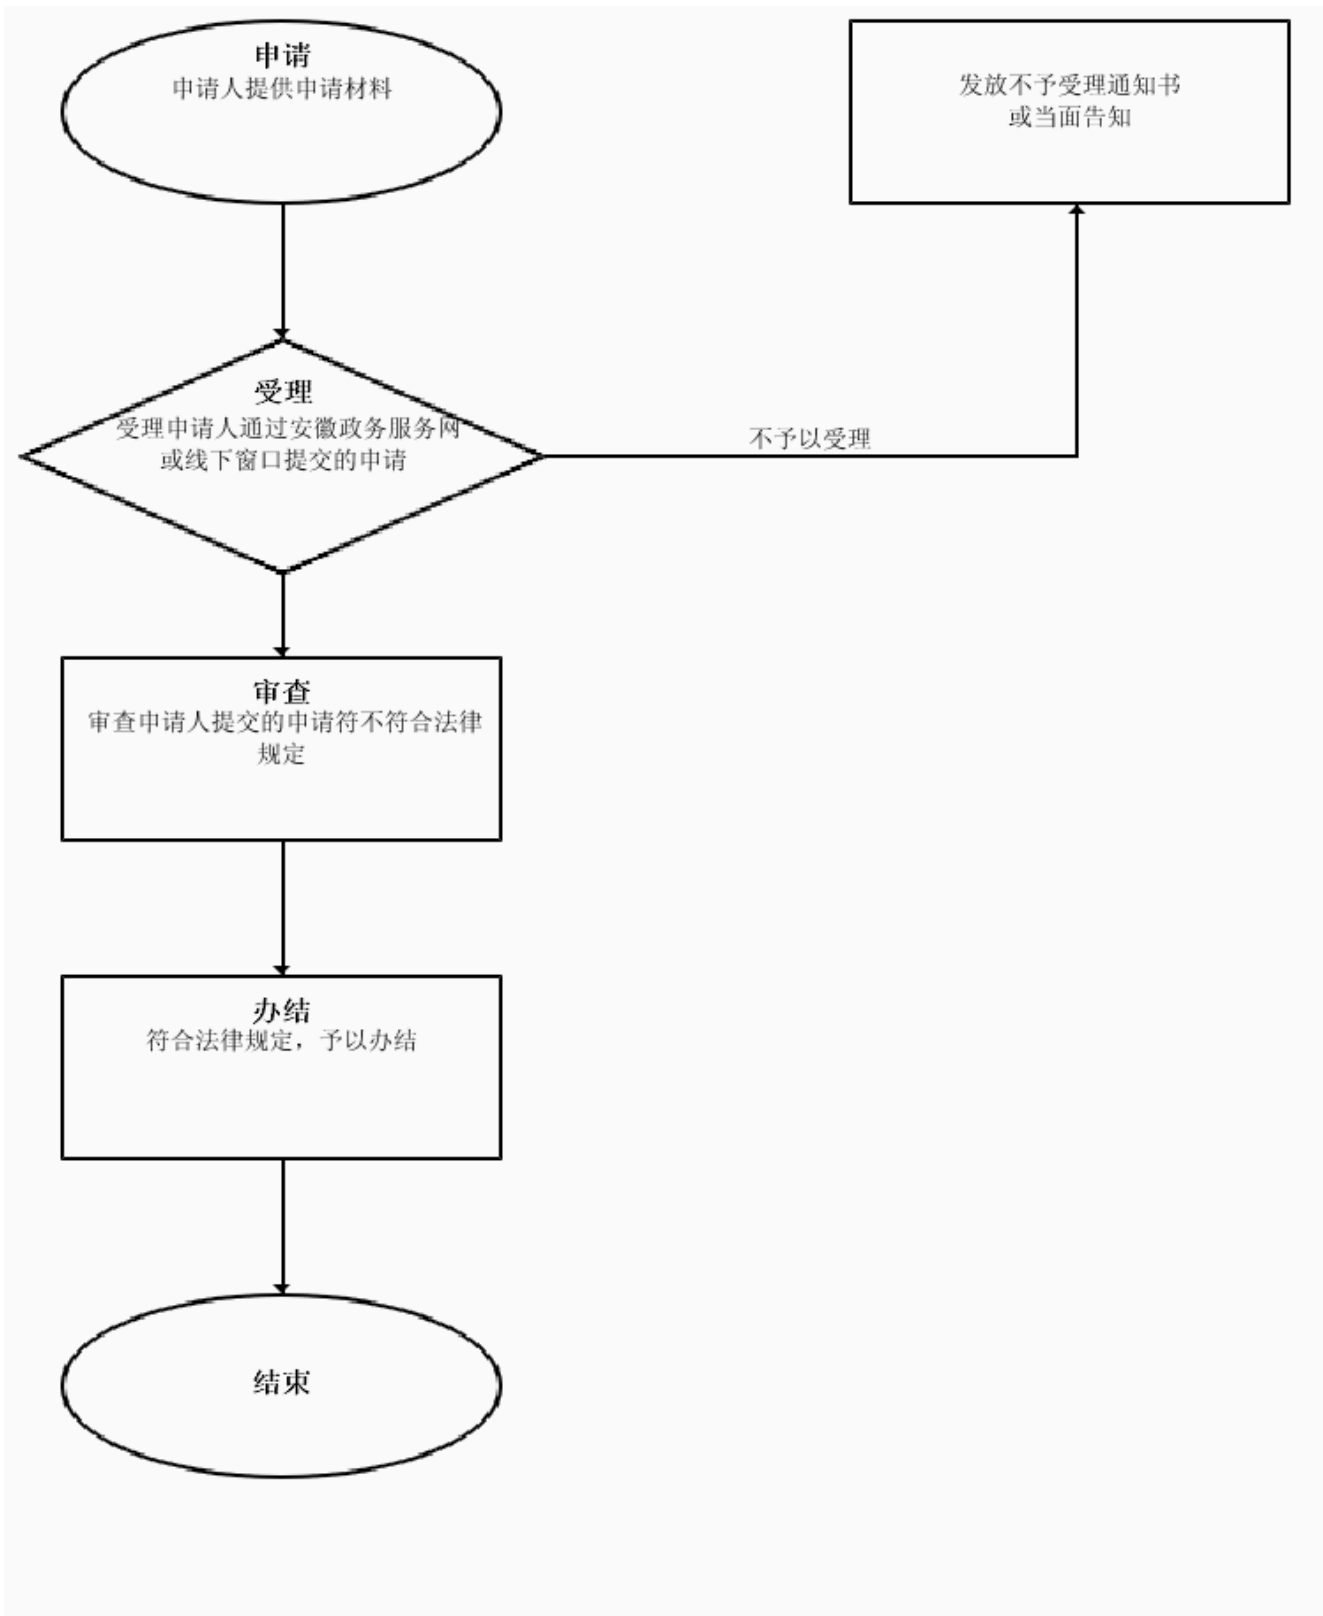 申请
申请人提供申请材料
发放不予受理通知书
或当面告知
受理
受理申请人通过安徽政务服务网
或线下窗口提交的申请
不予以受理
审查
审查申请人提交的申请符不符合法律
规定
办结
符合法律规定，予以办结
结束